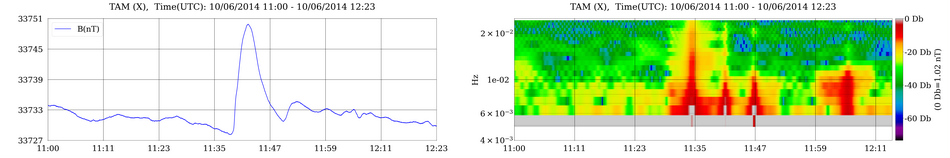 TAM (X), Time(UTC): 10/06/2014 11:00 - 10/06/2014 12:23
33751
33745
33739
33733
33727
B(nT)
11:00 11:11 11:23 11:35 11:47 11:59 12:11 12:23
TAM (X), Time(UTC): 10/06/2014 11:00 - 10/06/2014 12:23
Hz.
2 × 10⁻²
1e-02
6 × 10⁻³
4 × 10⁻³
11:00 11:11 11:23 11:35 11:47 11:59 12:11
0 Db
-20 Db
-40 Db
-60 Db
(0 Db= 1.02 nT)